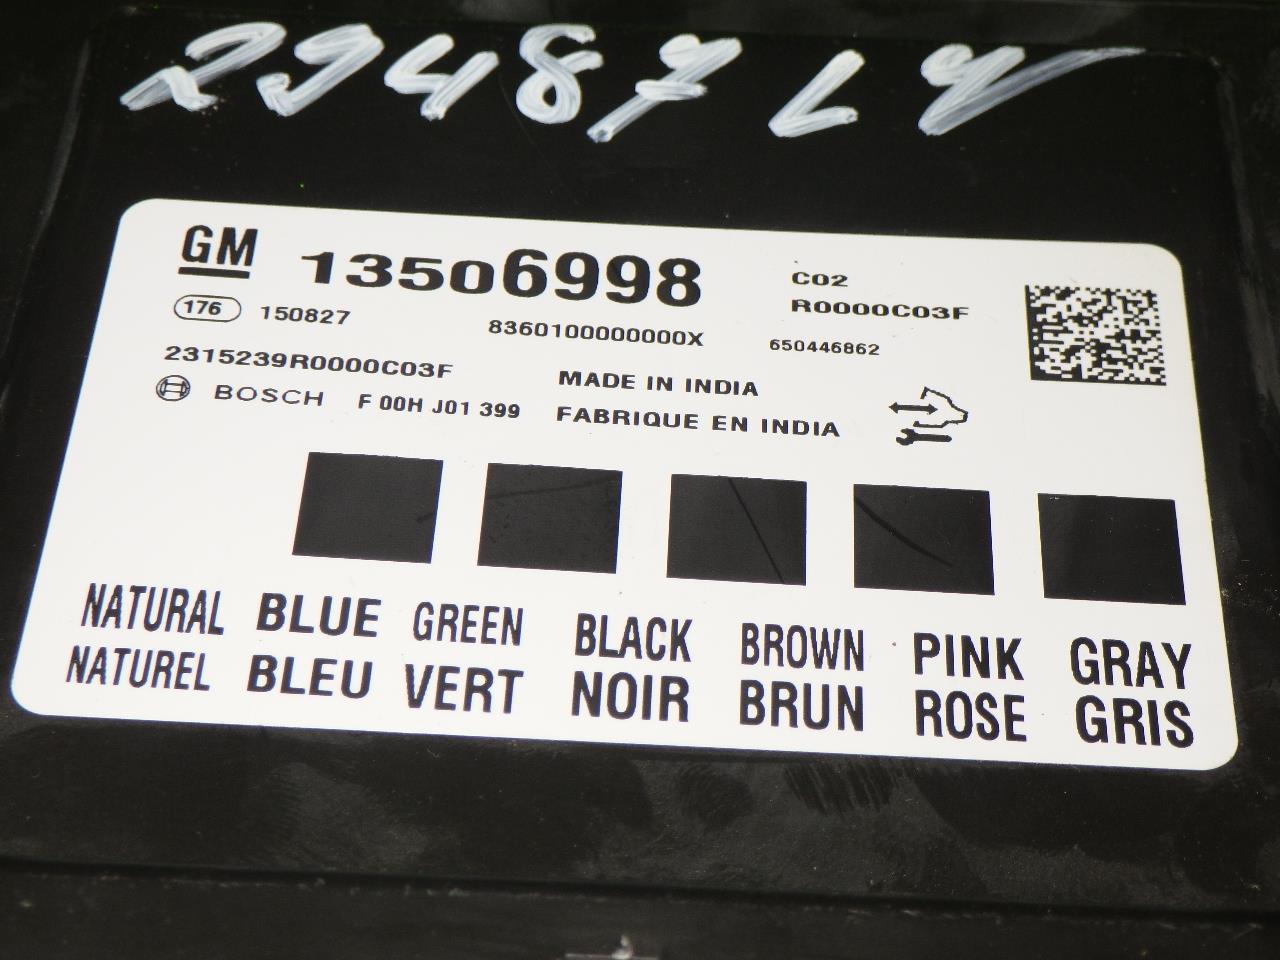 29487 L
GM 13506998 C02
R0000C03F
176 150827 8360100000000X 650446862
2315239R0000C03F MADE IN INDIA
BOSCH F 00H J01 399 FABRIQUE EN INDIA
NATURAL BLUE GREEN BLACK BROWN PINK GRAY
NATUREL BLEU VERT NOIR BRUN ROSE GRIS